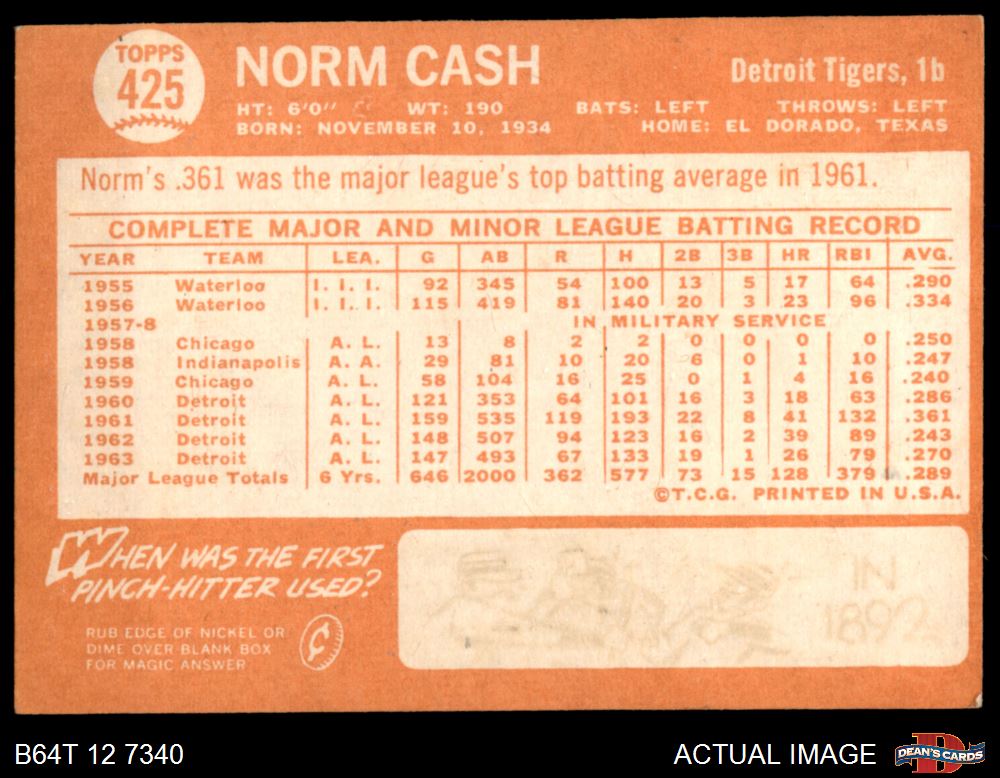 TOPPS
425
NORM CASH
Detroit Tigers, 1b
HT: 6'0" WT: 190 BATS: LEFT THROWS: LEFT
BORN: NOVEMBER 10, 1934 HOME: EL DORADO, TEXAS
Norm's .361 was the major league's top batting average in 1961.
COMPLETE MAJOR AND MINOR LEAGUE BATTING RECORD
YEAR TEAM LEA. G AB R H 2B 3B HR RBI AVG.
1955 Waterloo I. I. I. 92 345 54 100 13 5 17 64 .290
1956 Waterloo I. I. I. 115 419 81 140 20 3 23 96 .334
1957-8 IN MILITARY SERVICE
1958 Chicago A. L. 13 8 2 2 0 0 0 0 .250
1958 Indianapolis A. A. 29 81 10 20 6 0 1 10 .247
1959 Chicago A. L. 58 104 16 25 0 1 4 16 .240
1960 Detroit A. L. 121 353 64 101 16 3 18 63 .286
1961 Detroit A. L. 159 535 119 193 22 8 41 132 .361
1962 Detroit A. L. 148 507 94 123 16 2 39 89 .243
1963 Detroit A. L. 147 493 67 133 19 1 26 79 .270
Major League Totals 6 Yrs. 646 2000 362 577 73 15 128 379 .289
©T.C.G. PRINTED IN U.S.A.
WHEN WAS THE FIRST
PINCH-HITTER USED?
RUB EDGE OF NICKEL OR
DIME OVER BLANK BOX
FOR MAGIC ANSWER
¢
IN
1892
B64T 12 7340
ACTUAL IMAGE
DEAN'S CARDS